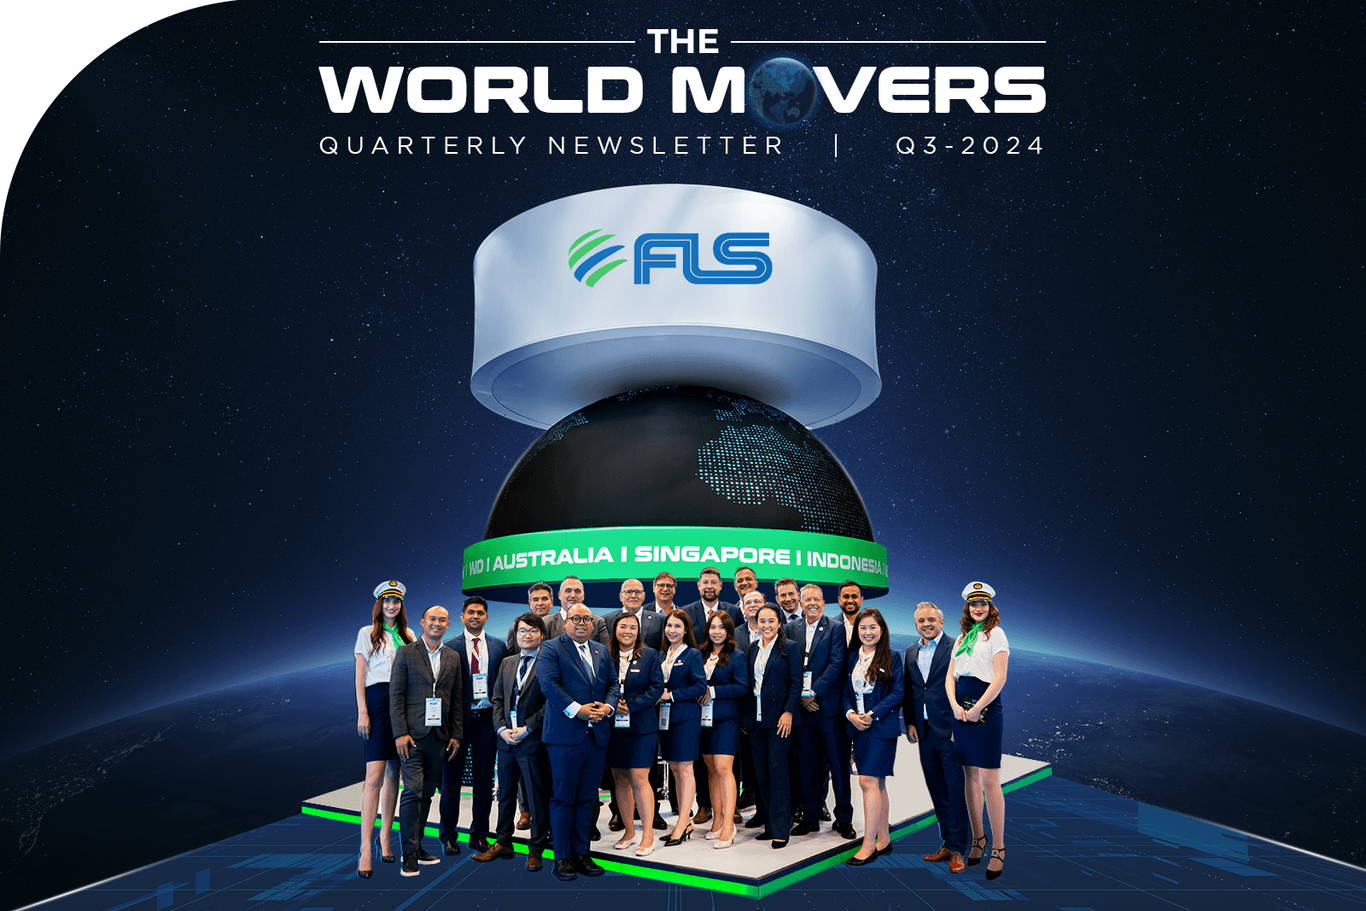 THE
WORLD MOVERS
QUARTERLY NEWSLETTER | Q3-2024
FLS
| AUSTRALIA | SINGAPORE | INDONESIA |